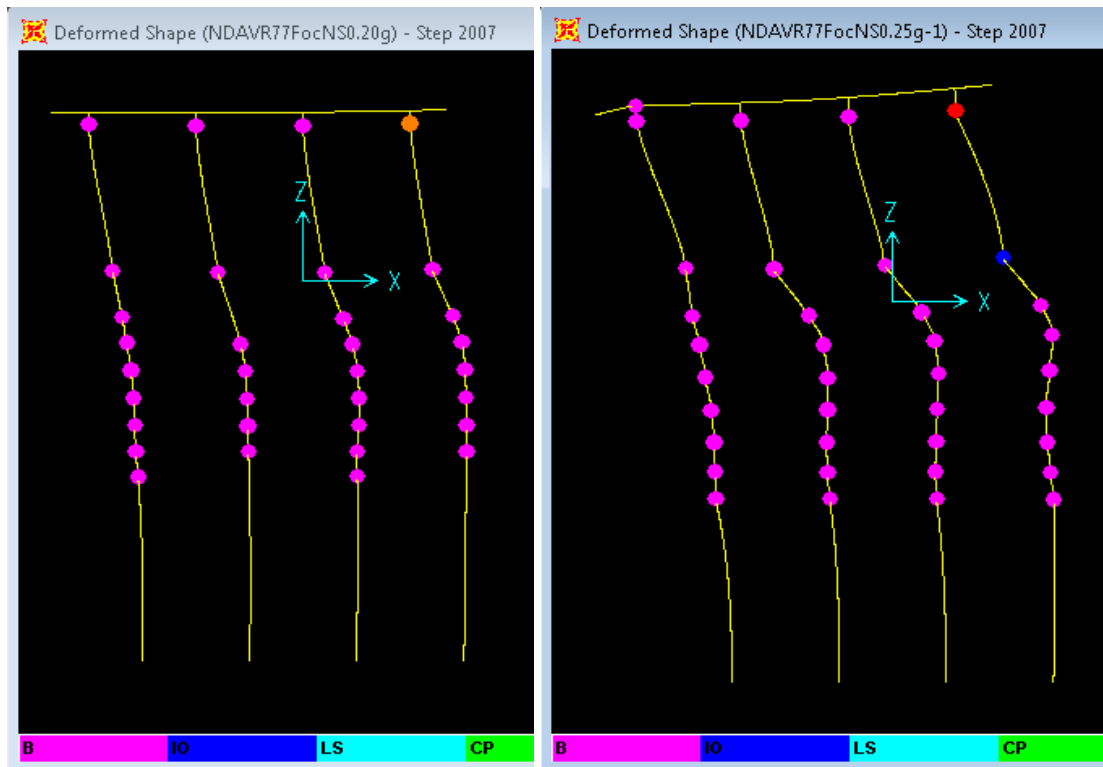 Deformed Shape (NDAVR77FocNS0.20g) - Step 2007
Z
X
B IO LS CP
Deformed Shape (NDAVR77FocNS0.25g-1) - Step 2007
Z
X
B IO LS CP